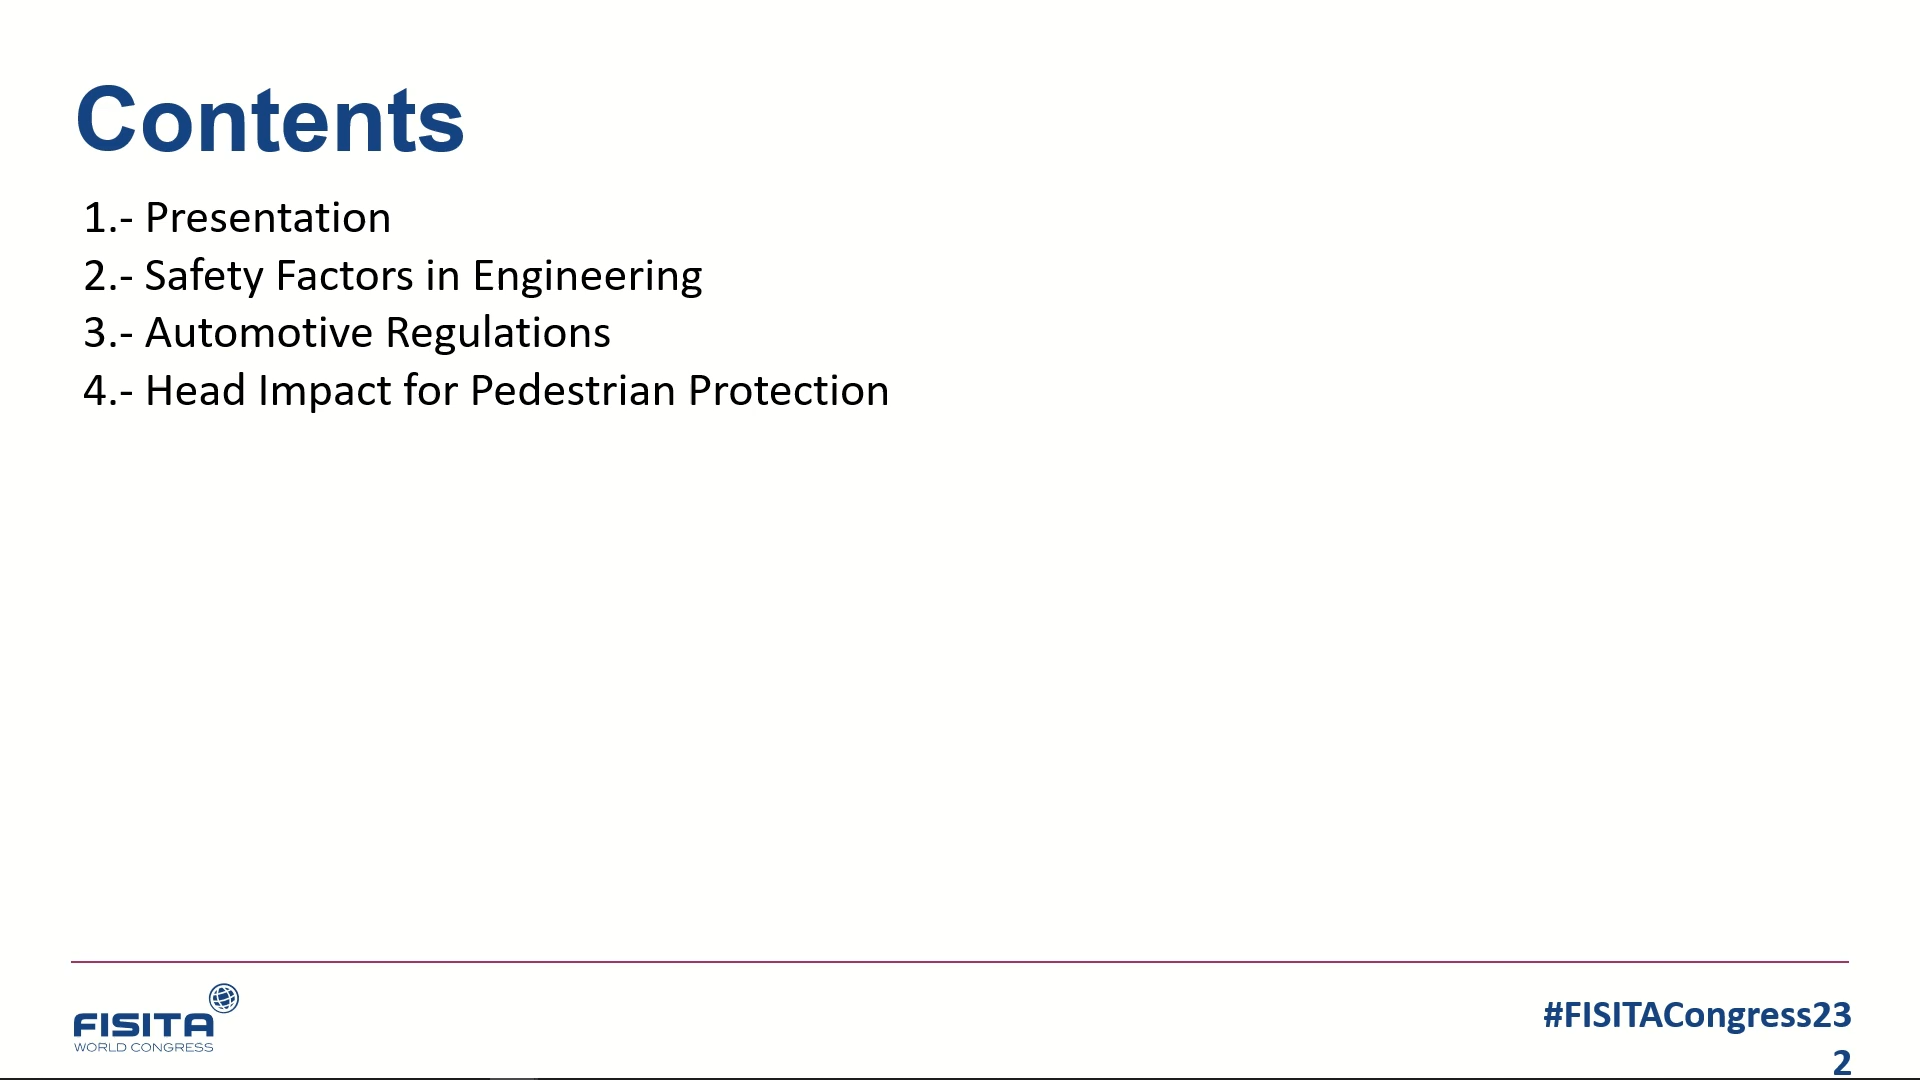 Contents
1.- Presentation
2.- Safety Factors in Engineering
3.- Automotive Regulations
4.- Head Impact for Pedestrian Protection
FISITA
WORLD CONGRESS
#FISITACongress23
2